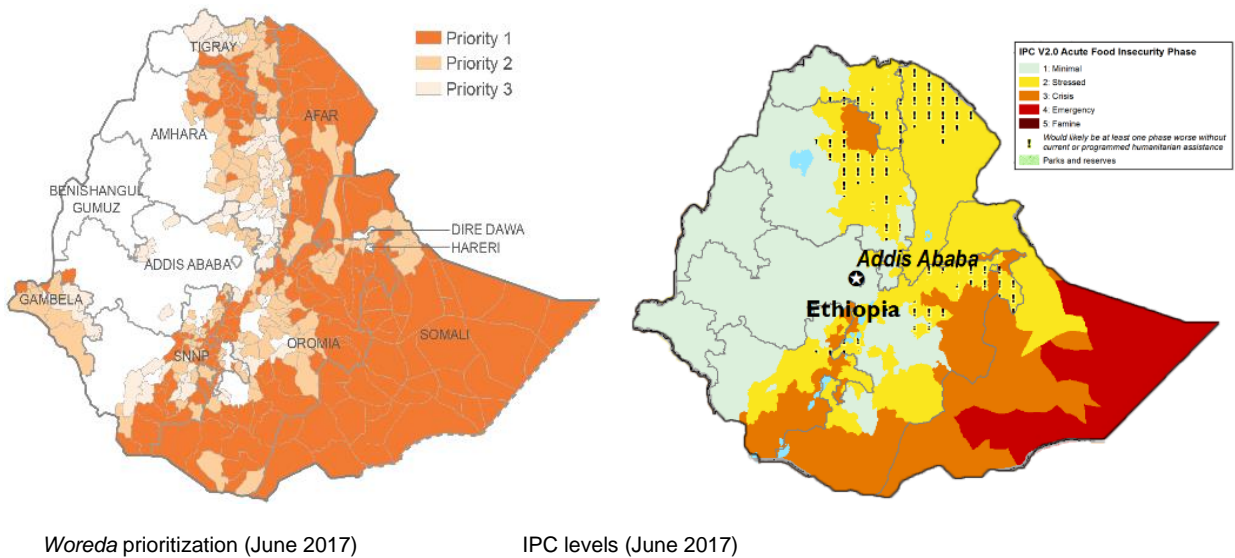 Priority 1
Priority 2
Priority 3
TIGRAY
AFAR
AMHARA
BENISHANGUL
GUMUZ
DIRE DAWA
HARERI
ADDIS ABABA
GAMBELA
SNNP
OROMIA
SOMALI
IPC V2.0 Acute Food Insecurity Phase
1: Minimal
2: Stressed
3: Crisis
4: Emergency
5: Famine
! Would likely be at least one phase worse without
current or programmed humanitarian assistance
Parks and reserves
Addis Ababa
Ethiopia
Woreda prioritization (June 2017)
IPC levels (June 2017)